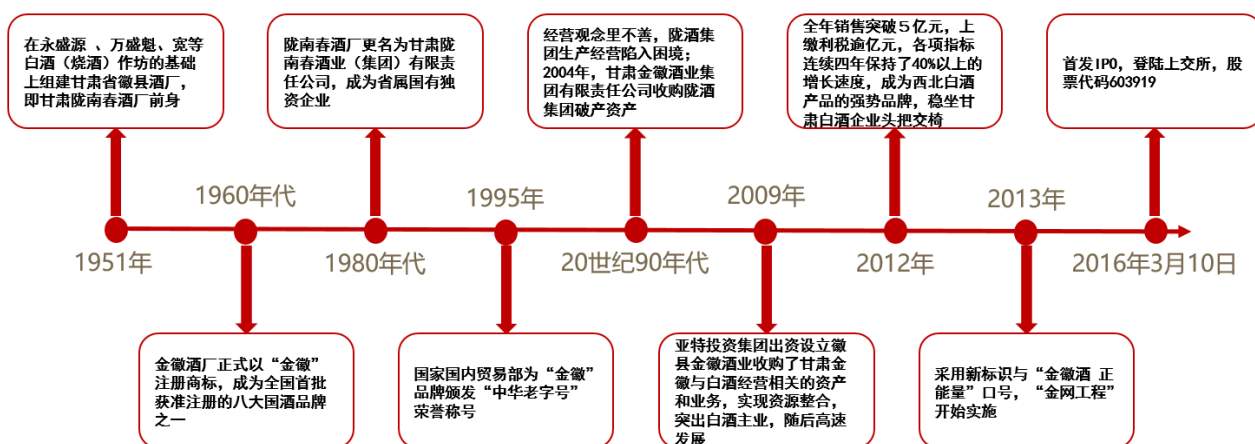 在永盛源 、万盛魁、宽等
白酒（烧酒）作坊的基础
上组建甘肃省徽县酒厂，
即甘肃陇南春酒厂前身
陇南春酒厂更名为甘肃陇
南春酒业（集团）有限责
任公司，成为省属国有独
资企业
经营观念里不善，陇酒集
团生产经营陷入困境；
2004年，甘肃金徽酒业集
团有限责任公司收购陇酒
集团破产资产
全年销售突破５亿元，上
缴利税逾亿元，各项指标
连续四年保持了40%以上的
增长速度，成为西北白酒
产品的强势品牌，稳坐甘
肃白酒企业头把交椅
首发IPO，登陆上交所，股
票代码603919
1960年代
1995年
2009年
2013年
1951年
1980年代
20世纪90年代
2012年
2016年3月10日
金徽酒厂正式以“金徽”
注册商标，成为全国首批
获准注册的八大国酒品牌
之一
国家国内贸易部为“金徽”
品牌颁发“中华老字号”
荣誉称号
亚特投资集团出资设立徽
县金徽酒业收购了甘肃金
徽与白酒经营相关的资产
和业务，实现资源整合，
突出白酒主业，随后高速
发展
采用新标识与“金徽酒 正
能量”口号，“金网工程”
开始实施